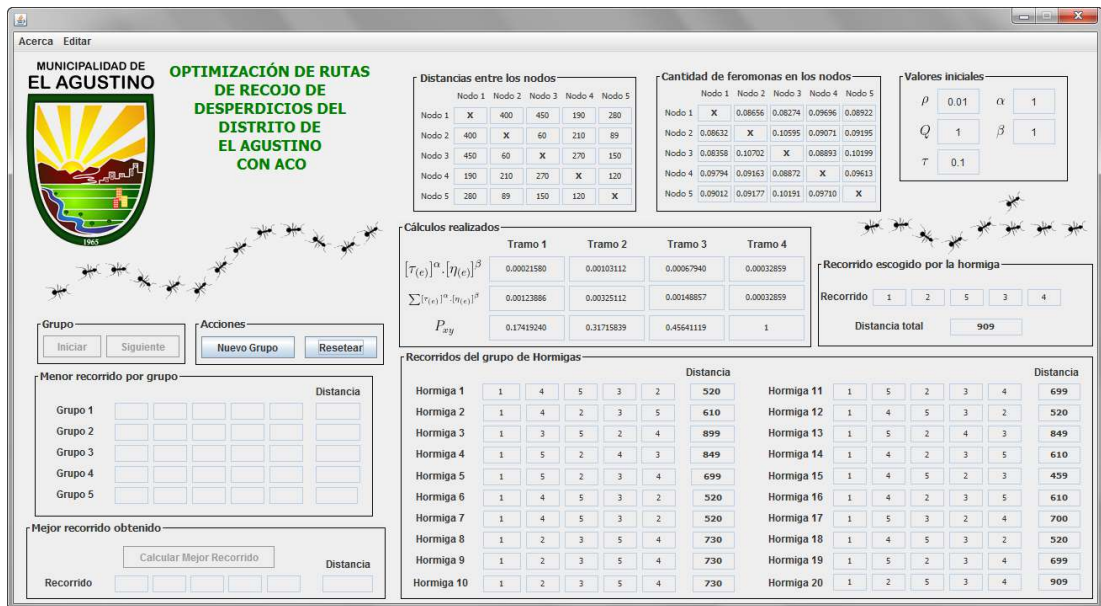 Acerca Editar
MUNICIPALIDAD DE
EL AGUSTINO
1965
OPTIMIZACIÓN DE RUTAS
DE RECOJO DE
DESPERDICIOS DEL
DISTRITO DE
EL AGUSTINO
CON ACO
Distancias entre los nodos
Nodo 1 Nodo 2 Nodo 3 Nodo 4 Nodo 5
Nodo 1 X 400 450 190 280
Nodo 2 400 X 60 210 89
Nodo 3 450 60 X 270 150
Nodo 4 190 210 270 X 120
Nodo 5 280 89 150 120 X
Cantidad de feromonas en los nodos
Nodo 1 Nodo 2 Nodo 3 Nodo 4 Nodo 5
Nodo 1 X 0.08656 0.08274 0.09696 0.08922
Nodo 2 0.08632 X 0.10595 0.09071 0.09195
Nodo 3 0.08358 0.10702 X 0.08893 0.10199
Nodo 4 0.09794 0.09163 0.08872 X 0.09613
Nodo 5 0.09012 0.09177 0.10191 0.09710 X
Valores iniciales
ρ 0.01 α 1
Q 1 β 1
τ 0.1
Cálculos realizados
Tramo 1 Tramo 2 Tramo 3 Tramo 4
[τ(e)]^α.[η(e)]^β 0.00021580 0.00103112 0.00067940 0.00032859
∑[τ(e)]^α.[η(e)]^β 0.00123886 0.00325112 0.00148857 0.00032859
Pxy 0.17419240 0.31715839 0.45641119 1
Recorrido escogido por la hormiga
Recorrido 1 2 5 3 4
Distancia total 909
Grupo
Iniciar Siguiente
Acciones
Nuevo Grupo Resetear
Menor recorrido por grupo
Distancia
Grupo 1
Grupo 2
Grupo 3
Grupo 4
Grupo 5
Mejor recorrido obtenido
Calcular Mejor Recorrido
Distancia
Recorrido
Recorridos del grupo de Hormigas
Distancia
Hormiga 1 1 4 5 3 2 520
Hormiga 2 1 4 2 3 5 610
Hormiga 3 1 3 5 2 4 899
Hormiga 4 1 5 2 4 3 849
Hormiga 5 1 5 2 3 4 699
Hormiga 6 1 4 5 3 2 520
Hormiga 7 1 4 5 3 2 520
Hormiga 8 1 2 3 5 4 730
Hormiga 9 1 2 3 5 4 730
Hormiga 10 1 2 3 5 4 730
Distancia
Hormiga 11 1 5 2 3 4 699
Hormiga 12 1 4 5 3 2 520
Hormiga 13 1 5 2 4 3 849
Hormiga 14 1 4 2 3 5 610
Hormiga 15 1 4 5 2 3 459
Hormiga 16 1 4 2 3 5 610
Hormiga 17 1 5 3 2 4 700
Hormiga 18 1 4 5 3 2 520
Hormiga 19 1 5 2 3 4 699
Hormiga 20 1 2 5 3 4 909